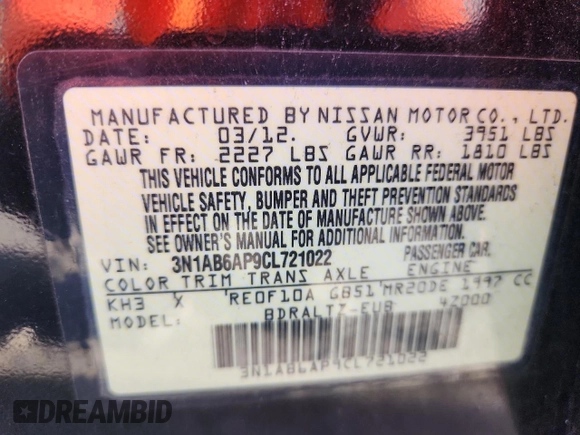 MANUFACTURED BY NISSAN MOTOR CO., LTD.
DATE: 03/12. GVWR: 3951 LBS
GAWR FR: 2227 LBS GAWR RR: 1810 LBS
THIS VEHICLE CONFORMS TO ALL APPLICABLE FEDERAL MOTOR
VEHICLE SAFETY, BUMPER AND THEFT PREVENTION STANDARDS
IN EFFECT ON THE DATE OF MANUFACTURE SHOWN ABOVE.
SEE OWNER'S MANUAL FOR ADDITIONAL INFORMATION.
VIN: 3N1AB6AP9CL721022 PASSENGER CAR.
COLOR TRIM TRANS AXLE ENGINE
KH3 X RE0F10A GB51 MR20DE 1997 CC
MODEL: BDRALTZ-EUB 47000
3N1AB6AP9CL721022
DREAMBID